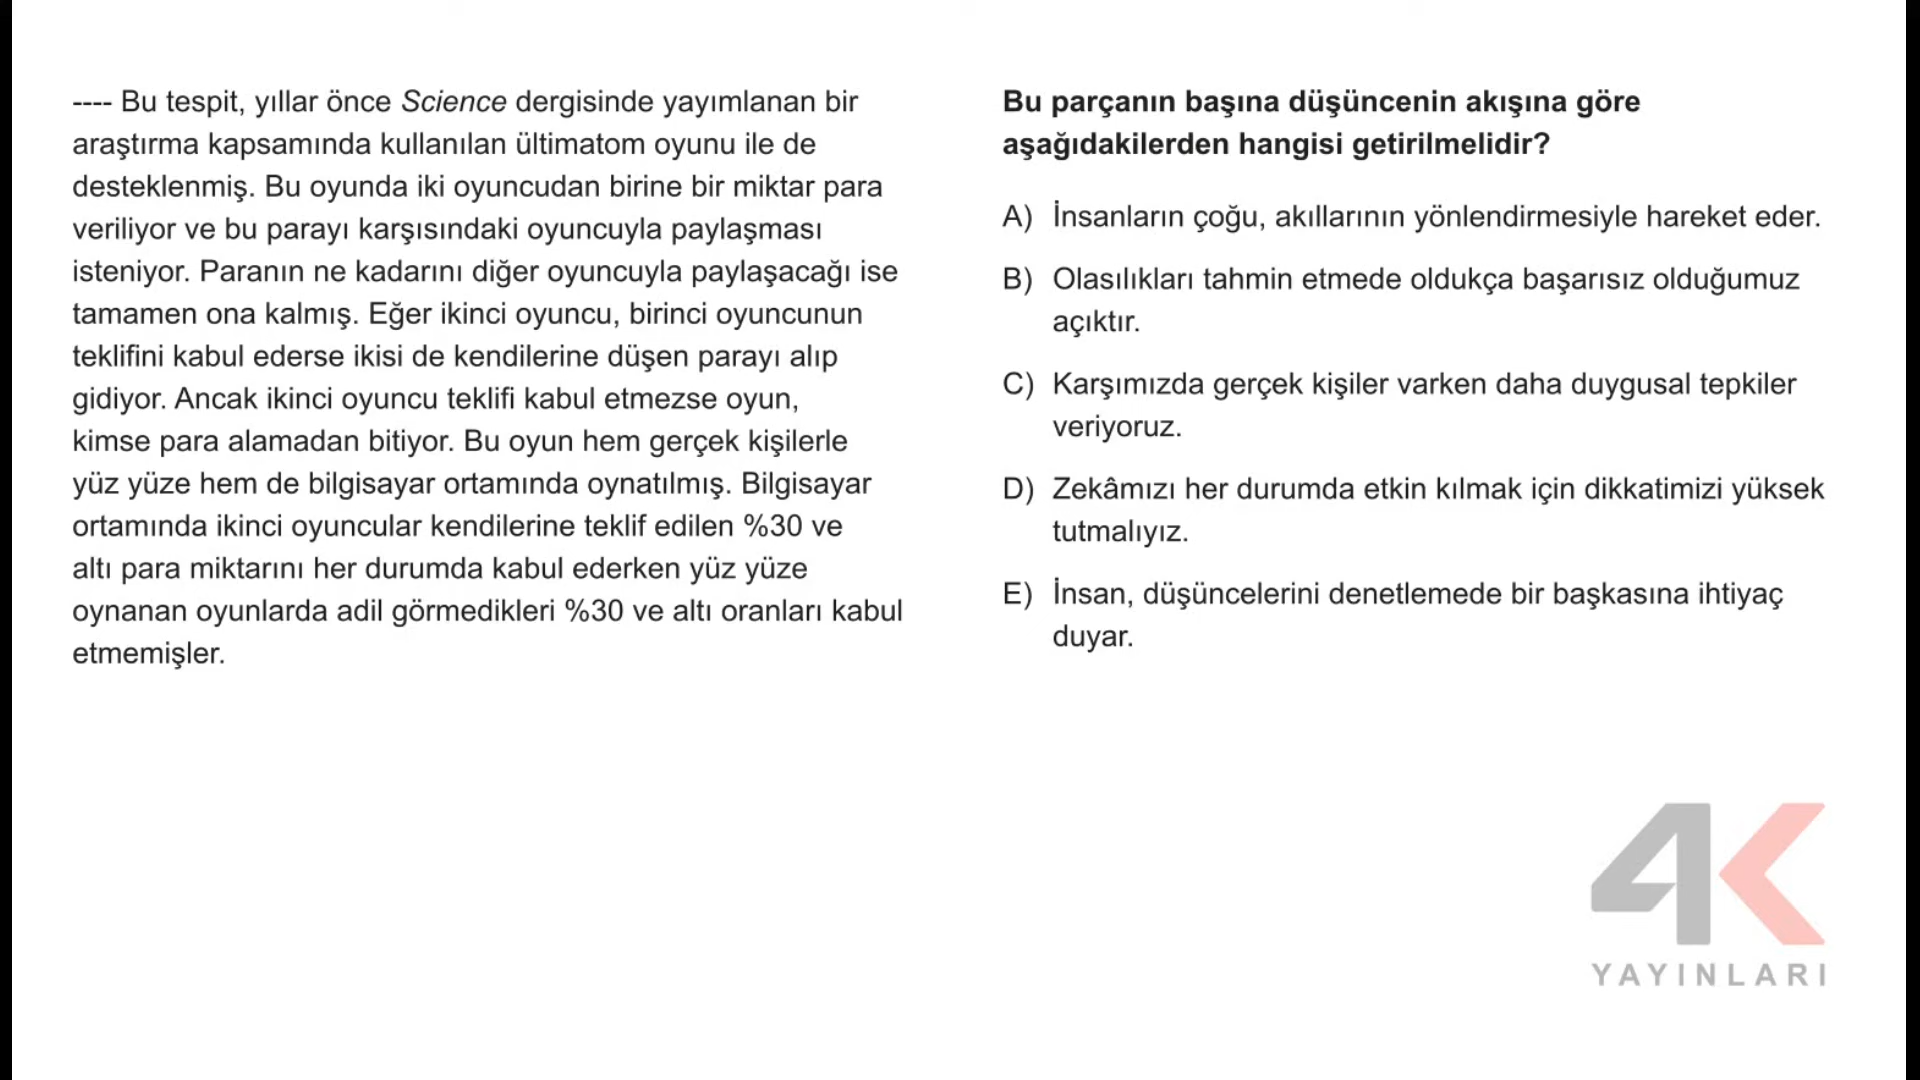 ---- Bu tespit, yıllar önce Science dergisinde yayımlanan bir
araştırma kapsamında kullanılan ültimatom oyunu ile de
desteklenmiş. Bu oyunda iki oyuncudan birine bir miktar para
veriliyor ve bu parayı karşısındaki oyuncuyla paylaşması
isteniyor. Paranın ne kadarını diğer oyuncuyla paylaşacağı ise
tamamen ona kalmış. Eğer ikinci oyuncu, birinci oyuncunun
teklifini kabul ederse ikisi de kendilerine düşen parayı alıp
gidiyor. Ancak ikinci oyuncu teklifi kabul etmezse oyun,
kimse para alamadan bitiyor. Bu oyun hem gerçek kişilerle
yüz yüze hem de bilgisayar ortamında oynatılmış. Bilgisayar
ortamında ikinci oyuncular kendilerine teklif edilen %30 ve
altı para miktarını her durumda kabul ederken yüz yüze
oynanan oyunlarda adil görmedikleri %30 ve altı oranları kabul
etmemişler.
Bu parçanın başına düşüncenin akışına göre
aşağıdakilerden hangisi getirilmelidir?
A) İnsanların çoğu, akıllarının yönlendirmesiyle hareket eder.
B) Olasılıkları tahmin etmede oldukça başarısız olduğumuz
açıktır.
C) Karşımızda gerçek kişiler varken daha duygusal tepkiler
veriyoruz.
D) Zekâmızı her durumda etkin kılmak için dikkatimizi yüksek
tutmalıyız.
E) İnsan, düşüncelerini denetlemede bir başkasına ihtiyaç
duyar.
4K
YAYINLARI